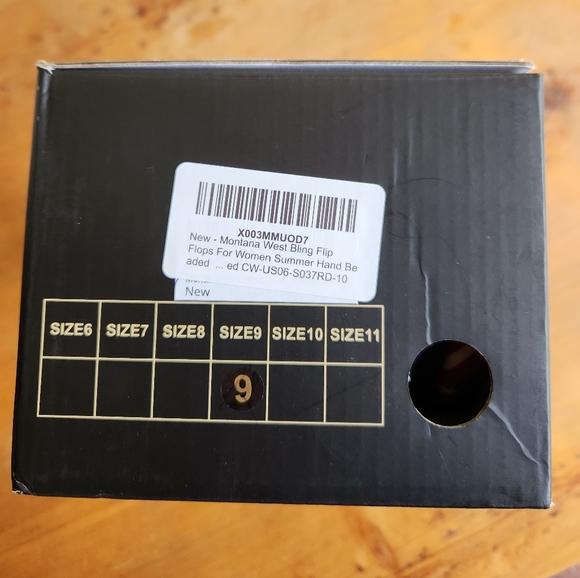 X003MMUOD7
New - Montana West Bling Flip
Flops For Women Summer Hand Be
aded ... ed CW-US06-S037RD-10
New
SIZE6 SIZE7 SIZE8 SIZE9 SIZE10 SIZE11
9